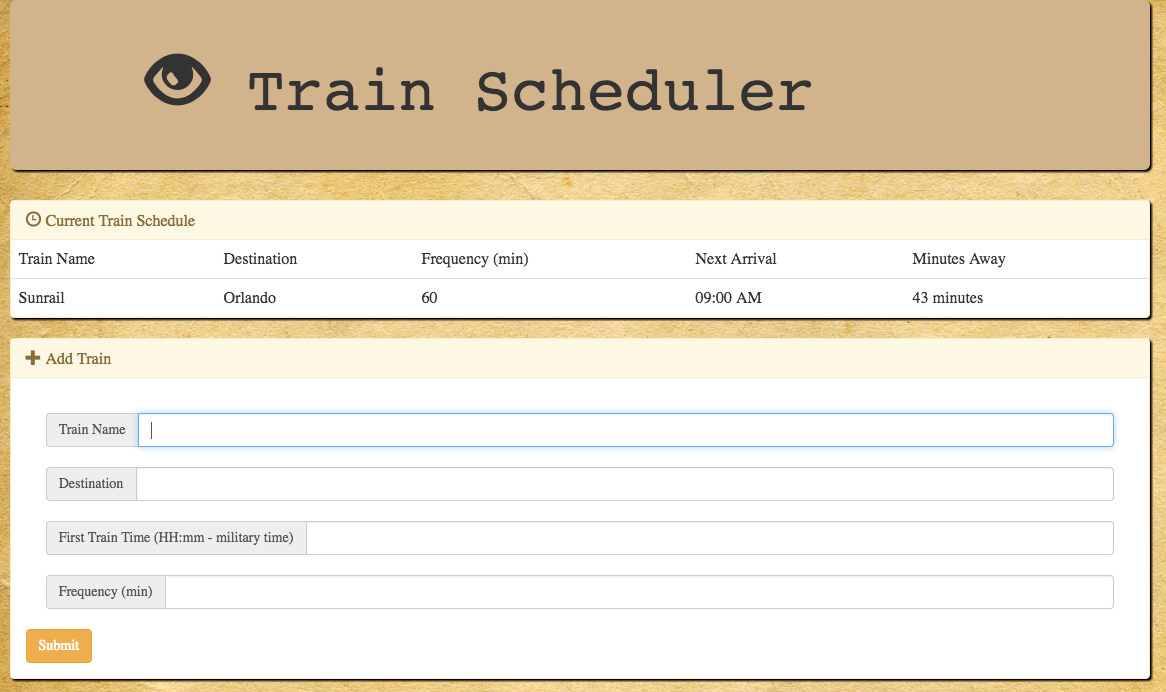 Train Scheduler
Current Train Schedule
Train Name Destination Frequency (min) Next Arrival Minutes Away
Sunrail Orlando 60 09:00 AM 43 minutes
Add Train
Train Name
Destination
First Train Time (HH:mm - military time)
Frequency (min)
Submit